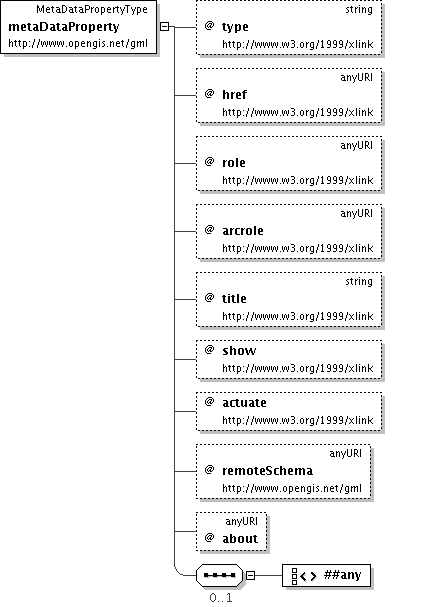 MetaDataPropertyType
metaDataProperty
http://www.opengis.net/gml
string
@ type
http://www.w3.org/1999/xlink
anyURI
@ href
http://www.w3.org/1999/xlink
anyURI
@ role
http://www.w3.org/1999/xlink
anyURI
@ arcrole
http://www.w3.org/1999/xlink
string
@ title
http://www.w3.org/1999/xlink
@ show
http://www.w3.org/1999/xlink
@ actuate
http://www.w3.org/1999/xlink
anyURI
@ remoteSchema
http://www.opengis.net/gml
anyURI
@ about
##any
0..1